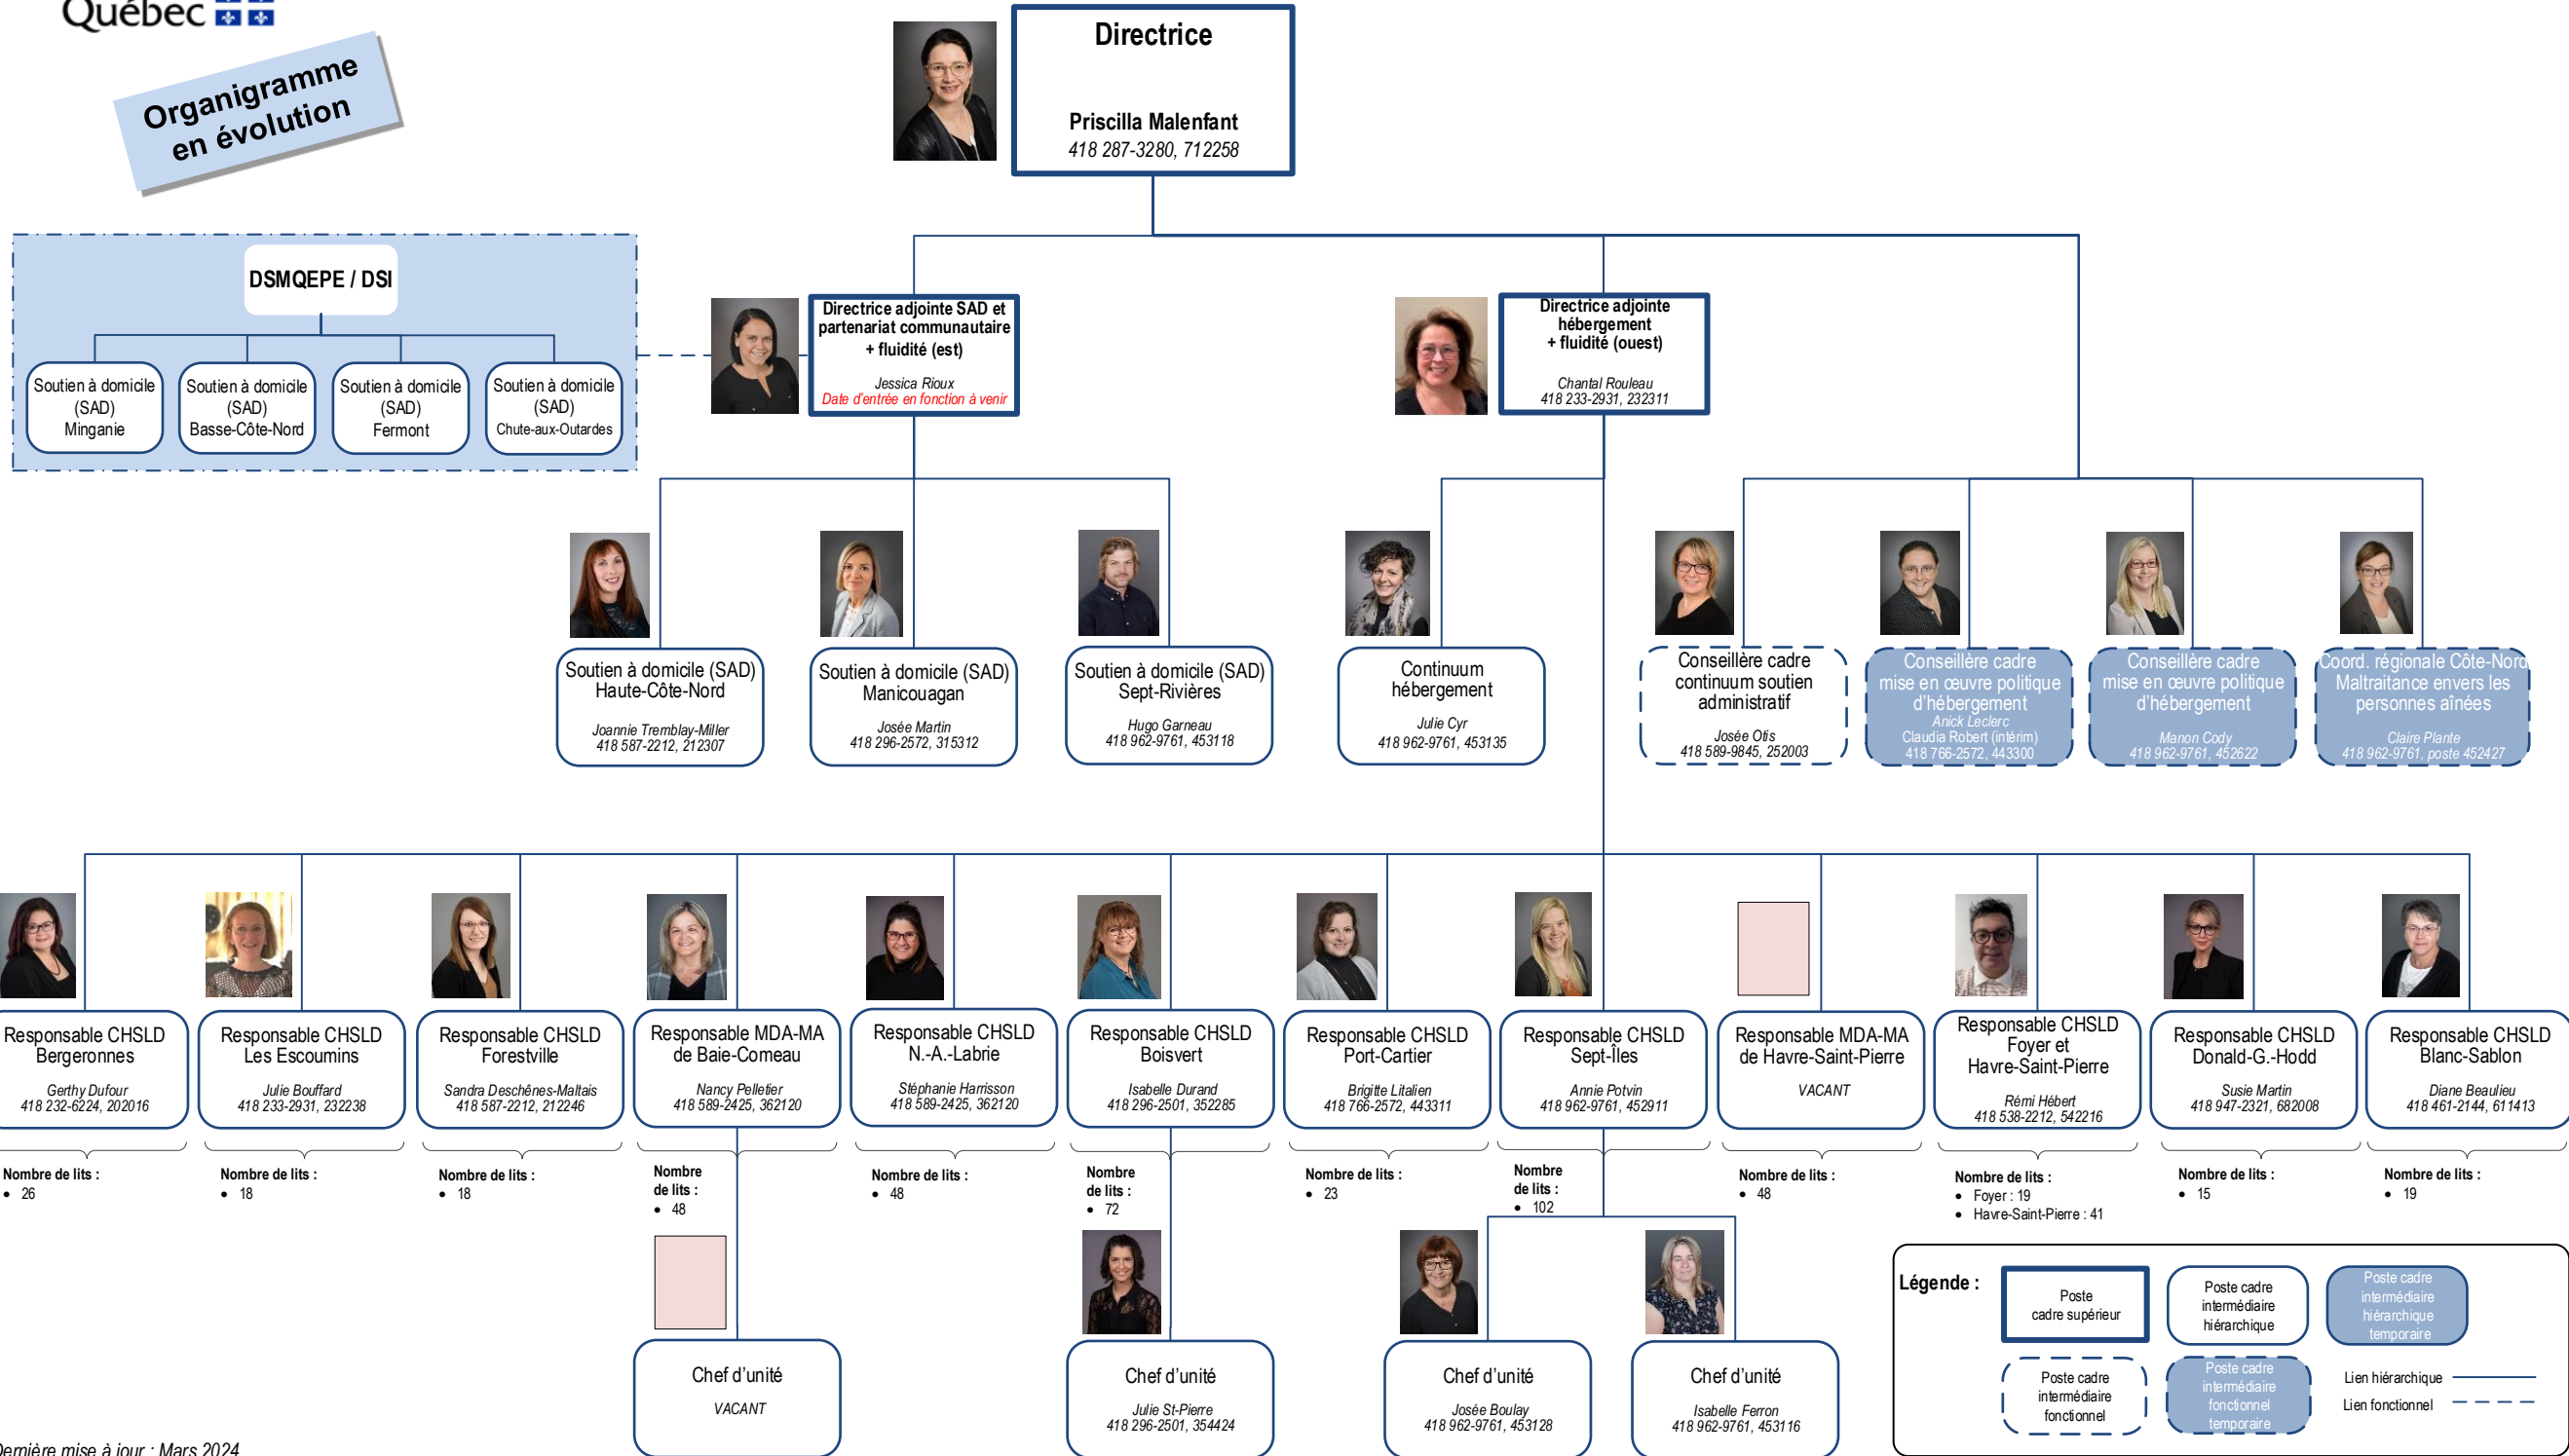 Québec
Organigramme
en évolution
Directrice
Priscilla Malenfant
418 287-3280, 712258
DSMQEPE / DSI
Soutien à domicile
(SAD)
Minganie
Soutien à domicile
(SAD)
Basse-Côte-Nord
Soutien à domicile
(SAD)
Fermont
Soutien à domicile
(SAD)
Chute-aux-Outardes
Directrice adjointe SAD et
partenariat communautaire
+ fluidité (est)
Jessica Rioux
Date d'entrée en fonction à venir
Directrice adjointe
hébergement
+ fluidité (ouest)
Chantal Rouleau
418 233-2931, 232311
Soutien à domicile (SAD)
Haute-Côte-Nord
Joannie Tremblay-Miller
418 587-2212, 212307
Soutien à domicile (SAD)
Manicouagan
Josée Martin
418 296-2572, 315312
Soutien à domicile (SAD)
Sept-Rivières
Hugo Garneau
418 962-9761, 453118
Continuum
hébergement
Julie Cyr
418 962-9761, 453135
Conseillère cadre
continuum soutien
administratif
Josée Otis
418 589-9845, 252003
Conseillère cadre
mise en œuvre politique
d'hébergement
Anick Leclerc
Claudia Robert (intérim)
418 766-2572, 443300
Conseillère cadre
mise en œuvre politique
d'hébergement
Manon Cody
418 962-9761, 452622
Coord. régionale Côte-Nord
Maltraitance envers les
personnes aînées
Claire Plante
418 962-9761, poste 452427
Responsable CHSLD
Bergeronnes
Gerthy Dufour
418 232-6224, 202016
Nombre de lits :
• 26
Responsable CHSLD
Les Escoumins
Julie Bouffard
418 233-2931, 232238
Nombre de lits :
• 18
Responsable CHSLD
Forestville
Sandra Deschênes-Maltais
418 587-2212, 212246
Nombre de lits :
• 18
Responsable MDA-MA
de Baie-Comeau
Nancy Pelletier
418 589-2425, 362120
Nombre
de lits :
• 48
Responsable CHSLD
N.-A.-Labrie
Stéphanie Harrisson
418 589-2425, 362120
Nombre de lits :
• 48
Responsable CHSLD
Boisvert
Isabelle Durand
418 296-2501, 352285
Nombre
de lits :
• 72
Responsable CHSLD
Port-Cartier
Brigitte Litalien
418 766-2572, 443311
Nombre de lits :
• 23
Responsable CHSLD
Sept-Îles
Annie Potvin
418 962-9761, 452911
Nombre
de lits :
• 102
Responsable MDA-MA
de Havre-Saint-Pierre
VACANT
Nombre de lits :
• 48
Responsable CHSLD
Foyer et
Havre-Saint-Pierre
Rémi Hébert
418 538-2212, 542216
Nombre de lits :
• Foyer : 19
• Havre-Saint-Pierre : 41
Responsable CHSLD
Donald-G.-Hodd
Susie Martin
418 947-2321, 682008
Nombre de lits :
• 15
Responsable CHSLD
Blanc-Sablon
Diane Beaulieu
418 461-2144, 611413
Nombre de lits :
• 19
Chef d'unité
VACANT
Chef d'unité
Julie St-Pierre
418 296-2501, 354424
Chef d'unité
Josée Boulay
418 962-9761, 453128
Chef d'unité
Isabelle Ferron
418 962-9761, 453116
Légende :
Poste
cadre supérieur
Poste cadre
intermédiaire
hiérarchique
Poste cadre
intermédiaire
hiérarchique
temporaire
Poste cadre
intermédiaire
fonctionnel
Poste cadre
intermédiaire
fonctionnel
temporaire
Lien hiérarchique
Lien fonctionnel
Dernière mise à jour : Mars 2024